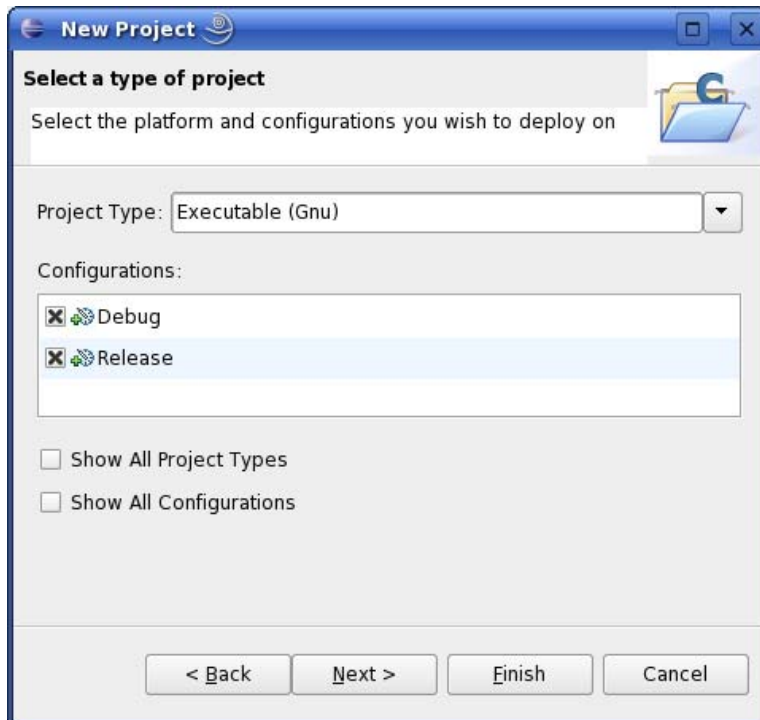 New Project
Select a type of project
Select the platform and configurations you wish to deploy on
C
Project Type: Executable (Gnu)
Configurations:
Debug
Release
Show All Project Types
Show All Configurations
< Back Next > Finish Cancel